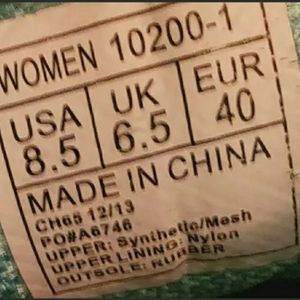 WOMEN 10200-1
USA UK EUR
8.5 6.5 40
MADE IN CHINA
CH65 12/13
PO#A6746
UPPER: Synthetic/Mesh
UPPER LINING: Nylon
OUTSOLE: RUBBER